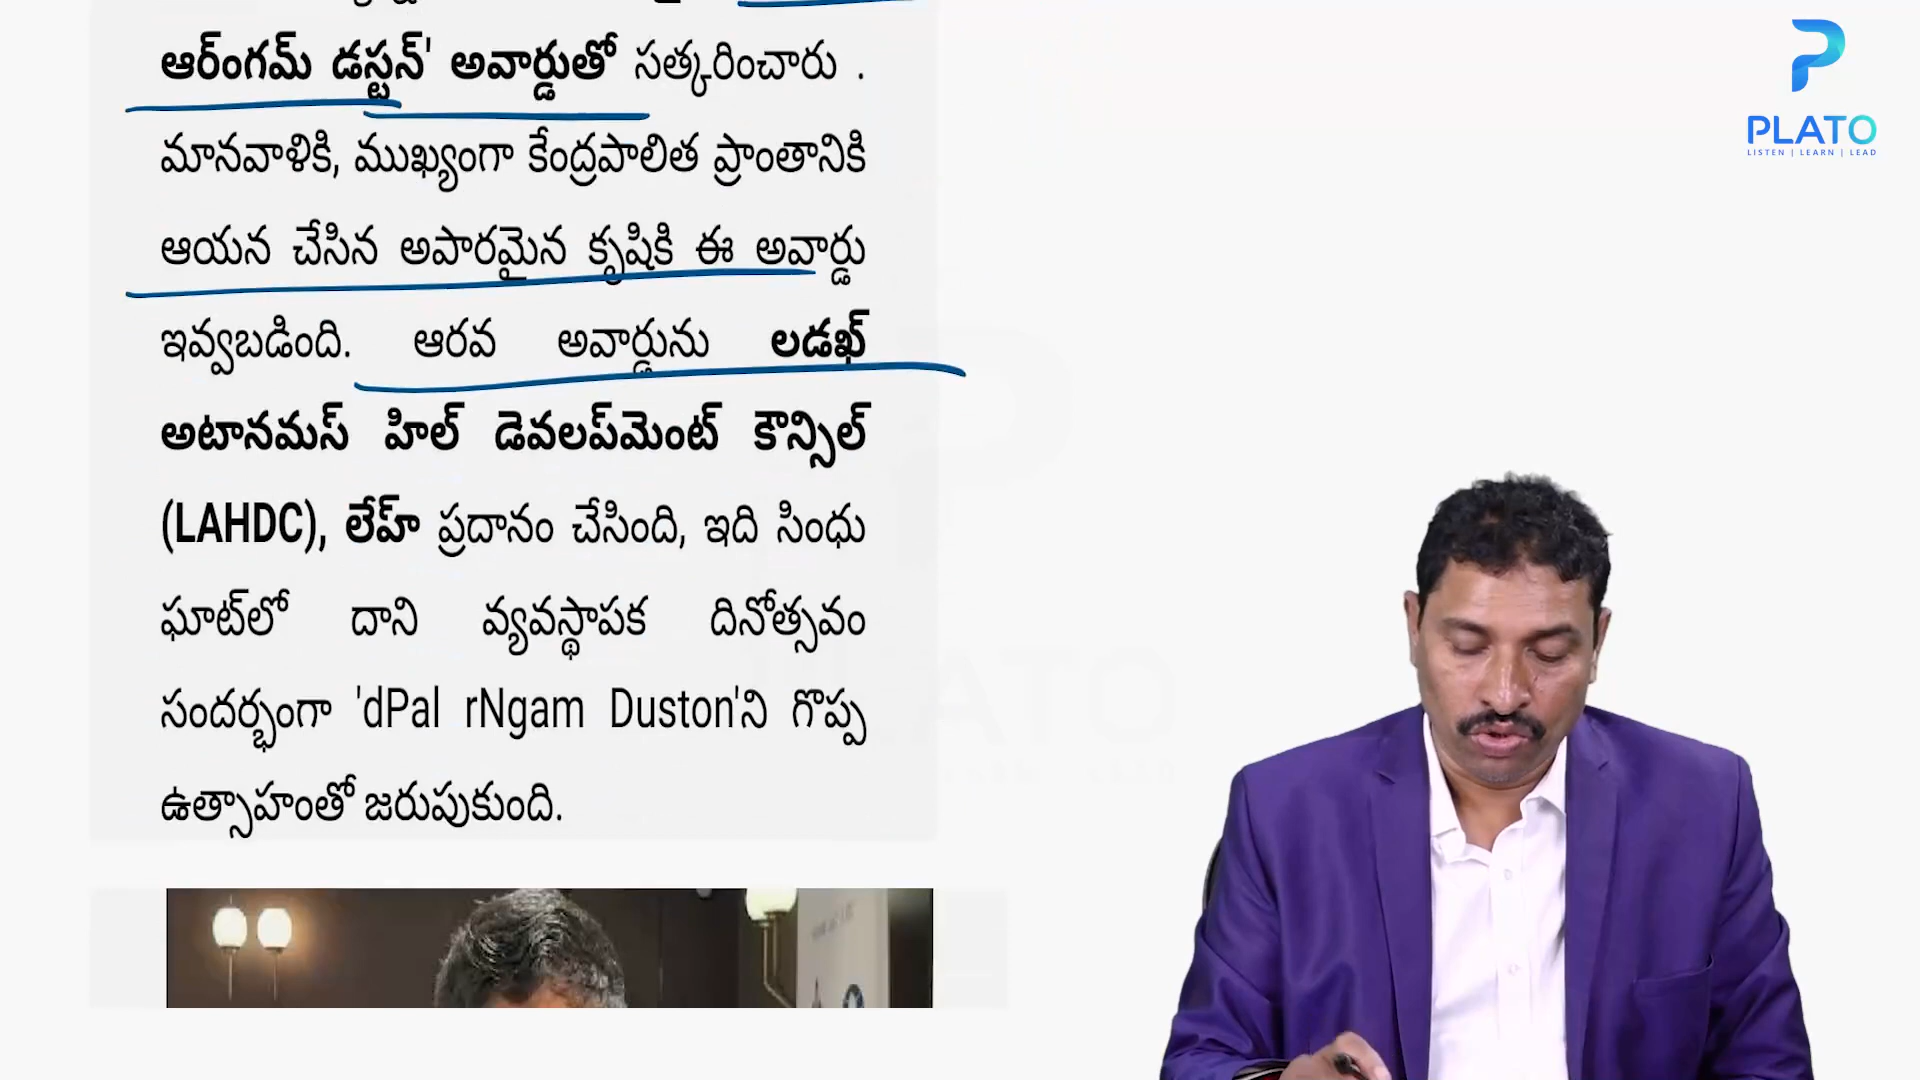 ఆర్ంగమ్ డస్టన్' అవార్డుతో సత్కరించారు .
మానవాళికి, ముఖ్యంగా కేంద్రపాలిత ప్రాంతానికి
ఆయన చేసిన అపారమైన కృషికి ఈ అవార్డు
ఇవ్వబడింది. ఆరవ అవార్డును లడఖ్
అటానమస్ హిల్ డెవలప్‌మెంట్ కౌన్సిల్
(LAHDC), లేహ్ ప్రదానం చేసింది, ఇది సింధు
ఘాట్‌లో దాని వ్యవస్థాపక దినోత్సవం
సందర్భంగా 'dPal rNgam Duston'ని గొప్ప
ఉత్సాహంతో జరుపుకుంది.
PLATO
LISTEN | LEARN | LEAD
PLATO